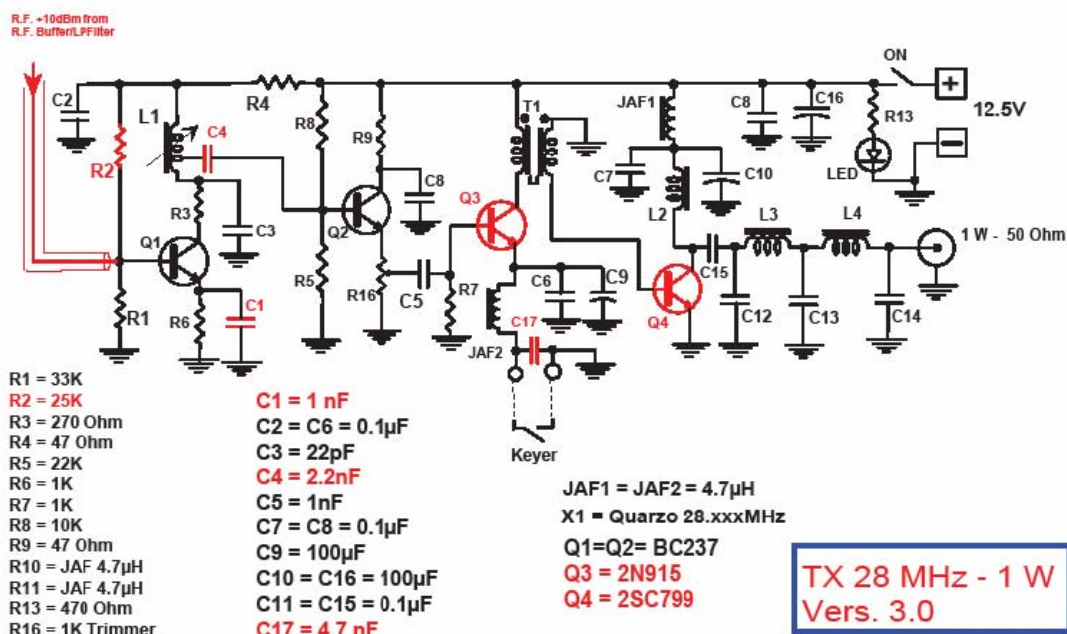 R.F. +10dBm from
R.F. Buffer/LPFilter
ON
C2
L1
C4
R4
R8
R9
T1
JAF1
C8
C16
R13
12.5V
R2
R3
C8
C7
L2
C10
LED
Q1
C3
Q2
Q3
L3
L4
1 W - 50 Ohm
R1
R6
C1
R5
R16
C5
R7
C6
C9
Q4
C15
C12
C13
C14
JAF2
C17
Keyer
R1 = 33K
R2 = 25K
R3 = 270 Ohm
R4 = 47 Ohm
R5 = 22K
R6 = 1K
R7 = 1K
R8 = 10K
R9 = 47 Ohm
R10 = JAF 4.7µH
R11 = JAF 4.7µH
R13 = 470 Ohm
R16 = 1K Trimmer
C1 = 1 nF
C2 = C6 = 0.1µF
C3 = 22pF
C4 = 2.2nF
C5 = 1nF
C7 = C8 = 0.1µF
C9 = 100µF
C10 = C16 = 100µF
C11 = C15 = 0.1µF
C17 = 4.7 nF
JAF1 = JAF2 = 4.7µH
X1 = Quarzo 28.xxxMHz
Q1=Q2= BC237
Q3 = 2N915
Q4 = 2SC799
TX 28 MHz - 1 W
Vers. 3.0